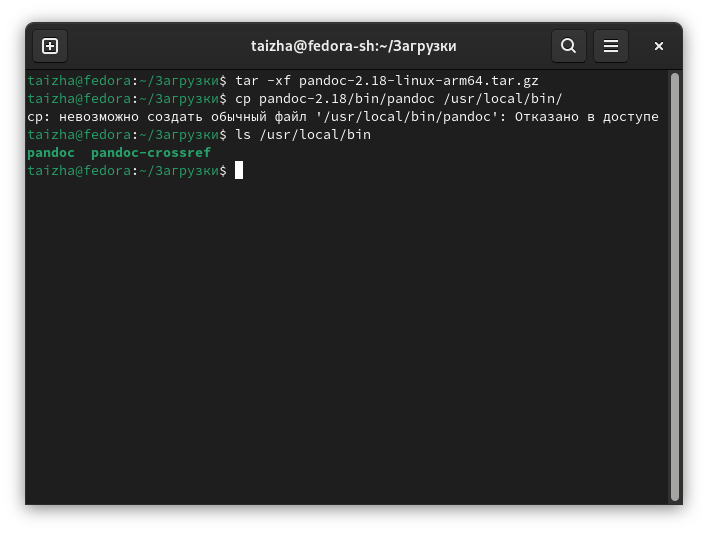 taizha@fedora-sh:~/Загрузки
taizha@fedora:~/Загрузки$ tar -xf pandoc-2.18-linux-arm64.tar.gz
taizha@fedora:~/Загрузки$ cp pandoc-2.18/bin/pandoc /usr/local/bin/
cp: невозможно создать обычный файл '/usr/local/bin/pandoc': Отказано в доступе
taizha@fedora:~/Загрузки$ ls /usr/local/bin
pandoc  pandoc-crossref
taizha@fedora:~/Загрузки$